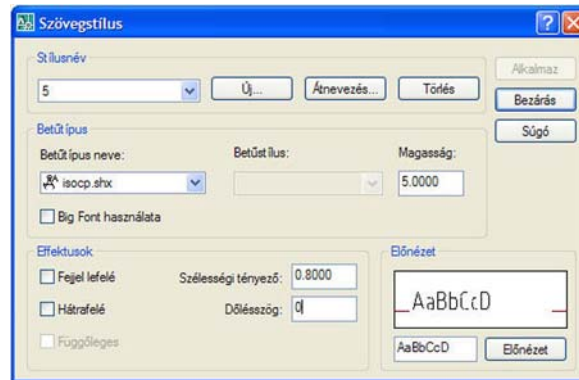 Szövegstílus
Stílusnév
5
Új...
Átnevezés...
Törlés
Alkalmaz
Bezárás
Súgó
Betűtípus
Betűtípus neve:
Betűstílus:
Magasság:
isocp.shx
5.0000
Big Font használata
Effektusok
Fejjel lefelé
Szélességi tényező:
0.8000
Hátrafelé
Dőlésszög:
0
Függőleges
Előnézet
AaBbCcD
AaBbCcD
Előnézet